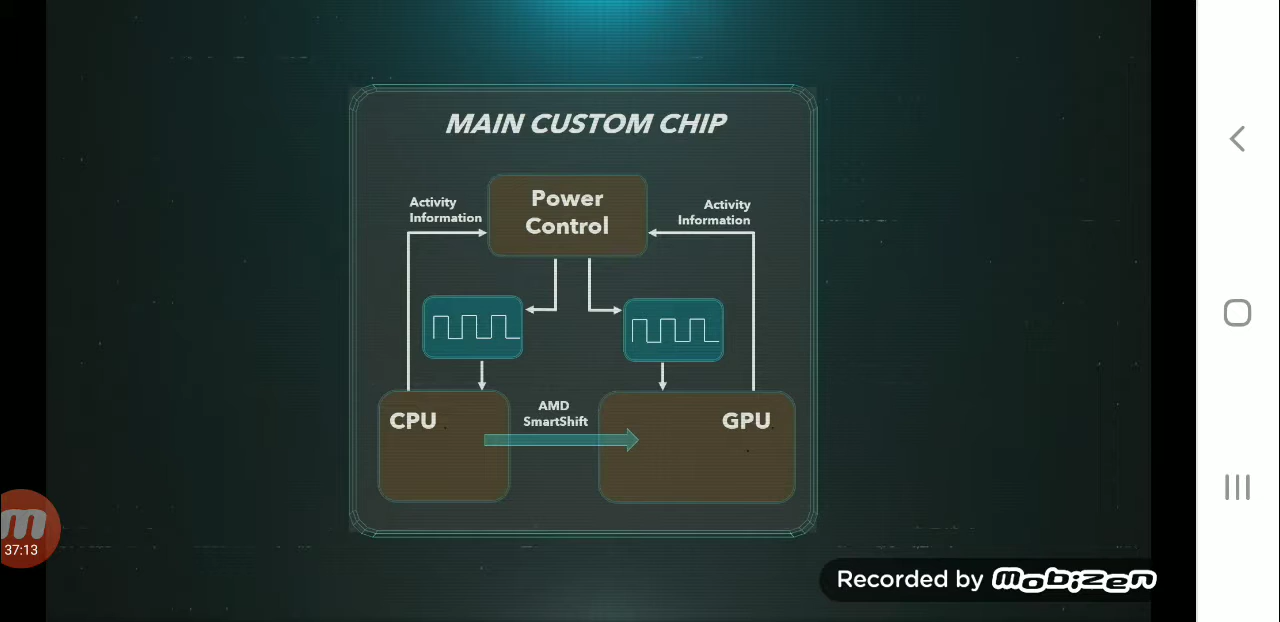 MAIN CUSTOM CHIP
Power
Control
Activity
Information
Activity
Information
CPU
AMD
SmartShift
GPU
37:13
Recorded by mobizen